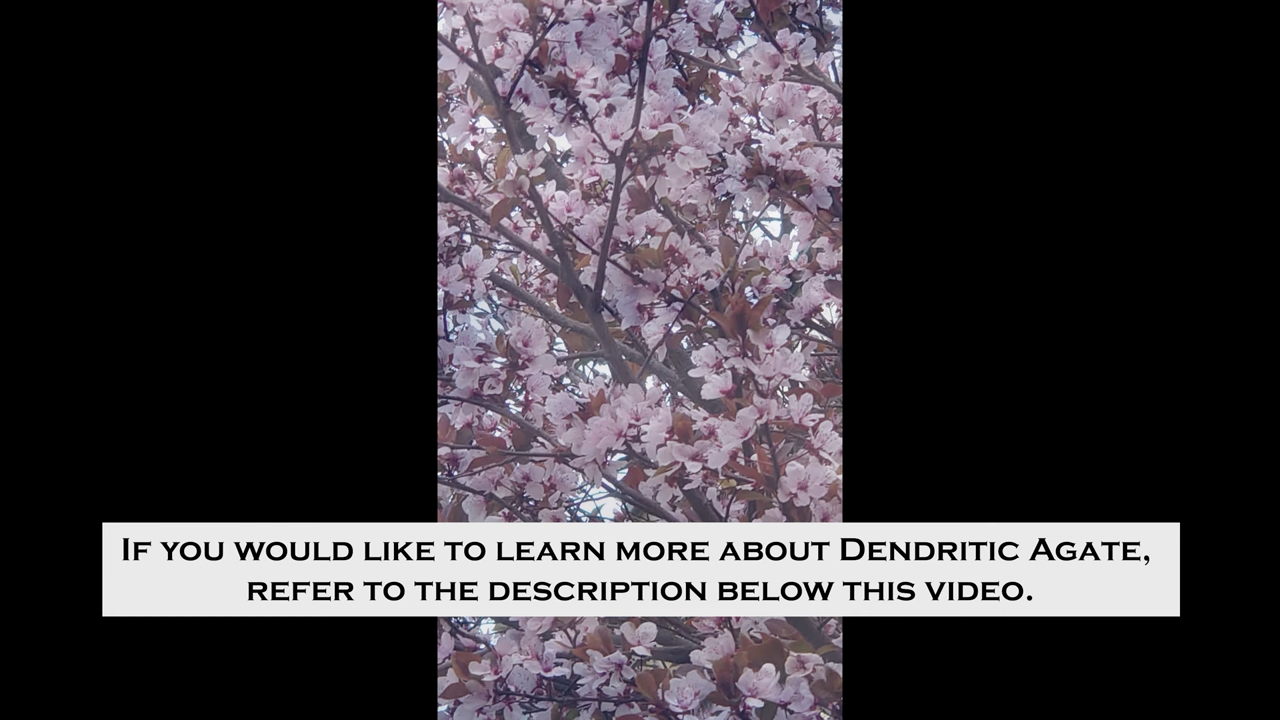 If you would like to learn more about Dendritic Agate,
refer to the description below this video.